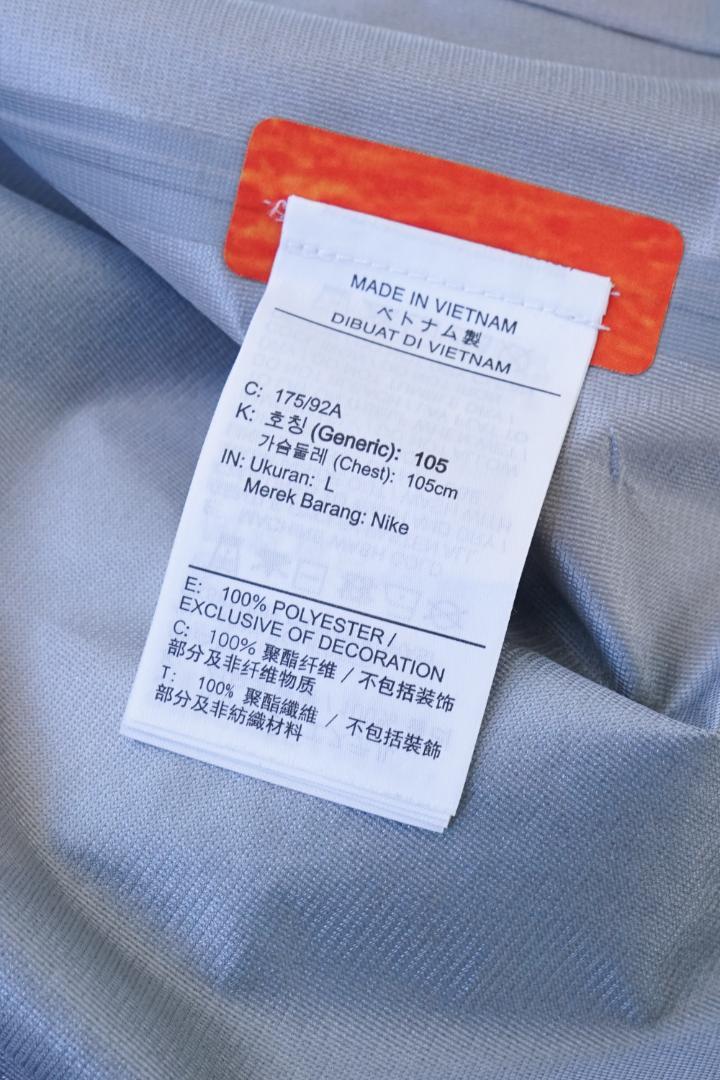 MADE IN VIETNAM
ベトナム製
DIBUAT DI VIETNAM
C: 175/92A
K: 호칭 (Generic): 105
가슴둘레 (Chest): 105cm
IN: Ukuran: L
Merek Barang: Nike
E: 100% POLYESTER /
EXCLUSIVE OF DECORATION
C: 100% 聚酯纤维 / 不包括装饰
部分及非纤维物质
T: 100% 聚酯纖維 / 不包括裝飾
部分及非紡織材料